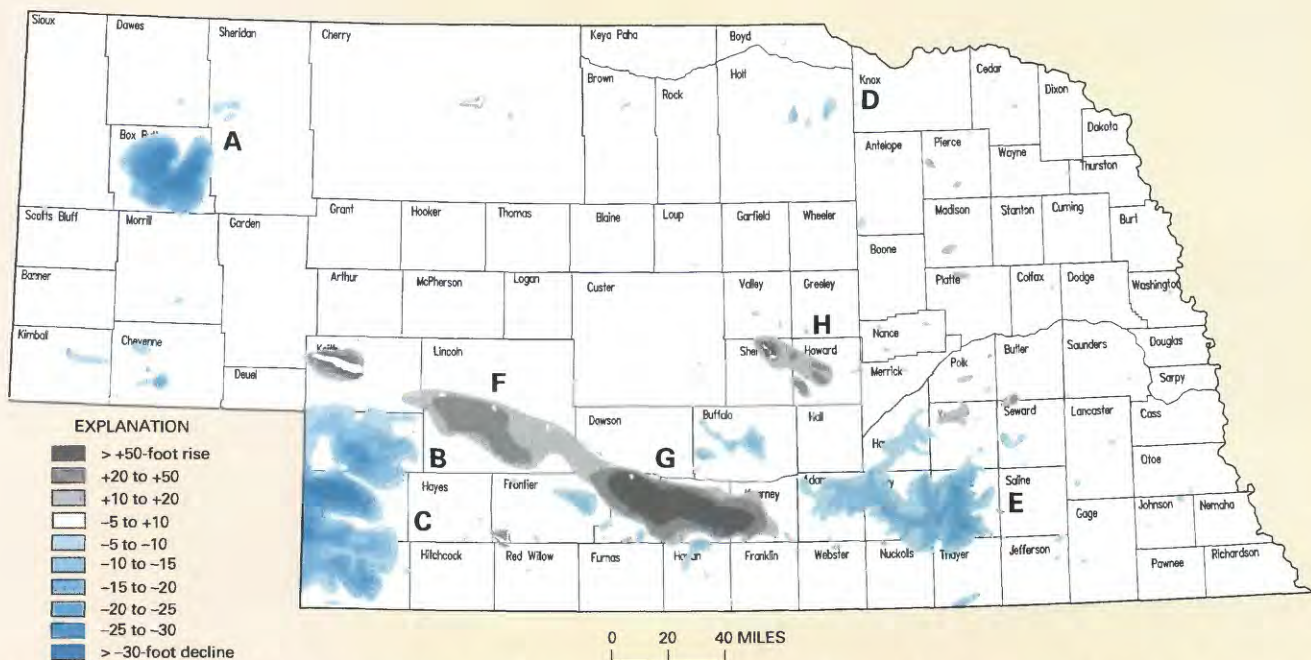 Sioux
Dawes
Sheridan
Cherry
Keya Paha
Boyd
Brown
Rock
Holt
Knox
Cedar
Dixon
D
Dakota
Box
A
Antelope
Pierce
Wayne
Thurston
Scotts Bluff
Morrill
Garden
Grant
Hooker
Thomas
Blaine
Loup
Garfield
Wheeler
Madison
Stanton
Cuming
Burt
Boone
Banner
Arthur
McPherson
Logan
Custer
Valley
Greeley
Platte
Colfax
Dodge
Washington
Kimball
Cheyenne
Deuel
Lincoln
H
Howard
Nance
Merrick
Polk
Butler
Saunders
Douglas
Sarpy
F
Dawson
Buffalo
Hall
Seward
Lancaster
Cass
Otoe
B
G
Hayes
Frontier
Saline
E
C
Gage
Johnson
Nemaha
Hitchcock
Red Willow
Furnas
Franklin
Webster
Nuckolls
Thayer
Jefferson
Pawnee
Richardson
EXPLANATION
> +50-foot rise
+20 to +50
+10 to +20
–5 to +10
–5 to –10
–10 to –15
–15 to –20
–20 to –25
–25 to –30
> –30-foot decline
0 20 40 MILES